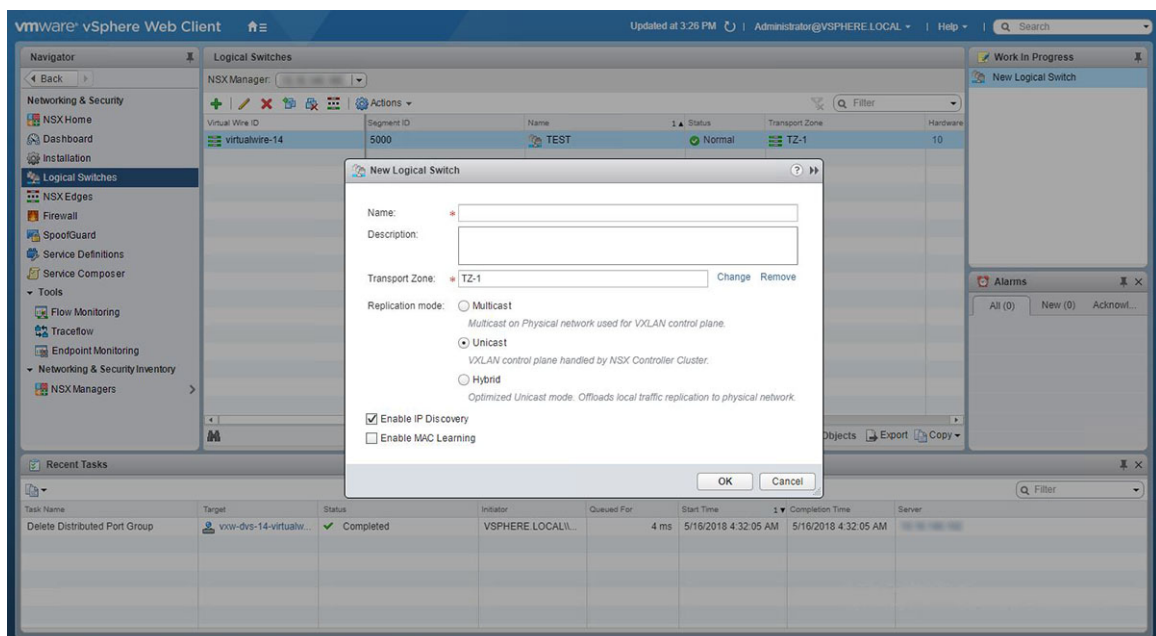 vmware® vSphere Web Client
Updated at 3:26 PM | Administrator@VSPHERE.LOCAL | Help | Search
Navigator
Back
Networking & Security
NSX Home
Dashboard
Installation
Logical Switches
NSX Edges
Firewall
SpoofGuard
Service Definitions
Service Composer
Tools
Flow Monitoring
Traceflow
Endpoint Monitoring
Networking & Security Inventory
NSX Managers
Logical Switches
NSX Manager:
Actions
Filter
Virtual Wire ID Segment ID Name 1 Status Transport Zone Hardware
virtualwire-14 5000 TEST Normal TZ-1 10
New Logical Switch
Name: *
Description:
Transport Zone: * TZ-1 Change Remove
Replication mode: Multicast
Multicast on Physical network used for VXLAN control plane.
Unicast
VXLAN control plane handled by NSX Controller Cluster.
Hybrid
Optimized Unicast mode. Offloads local traffic replication to physical network.
Enable IP Discovery
Enable MAC Learning
OK Cancel
Objects Export Copy
Work In Progress
New Logical Switch
Alarms
All (0) New (0) Acknowl...
Recent Tasks
Filter
Task Name Target Status Initiator Queued For Start Time 1 Completion Time Server
Delete Distributed Port Group vxw-dvs-14-virtualw... Completed VSPHERE.LOCAL\\... 4 ms 5/16/2018 4:32:05 AM 5/16/2018 4:32:05 AM